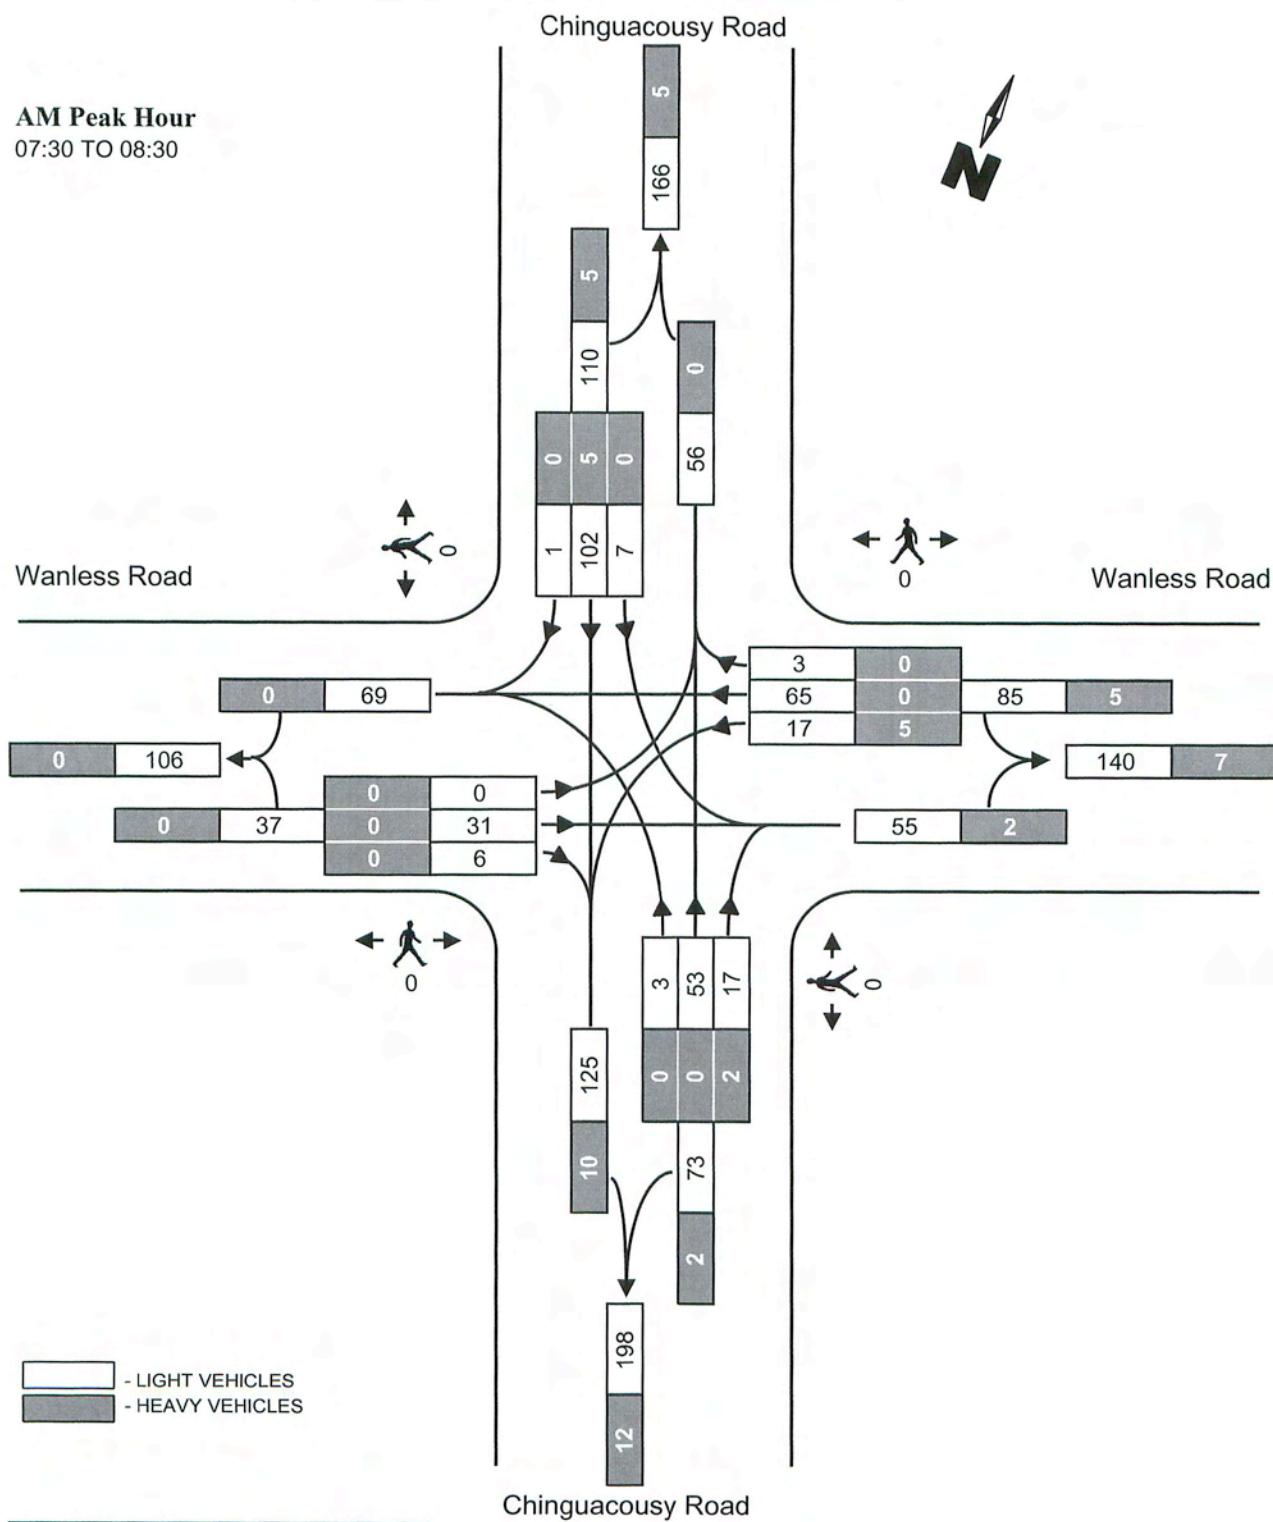 Chinguacousy Road
AM Peak Hour
07:30 TO 08:30
N
5
166
5
110
0
56
0 5 0
1 102 7
0
0
Wanless Road
Wanless Road
3 0
0 69
65 0 85 5
17 5
0 106
140 7
0 0
0 37 0 31
55 2
0 6
3 53 17
0
0
125
0 0 2
10
73
2
198
12
- LIGHT VEHICLES
- HEAVY VEHICLES
Chinguacousy Road